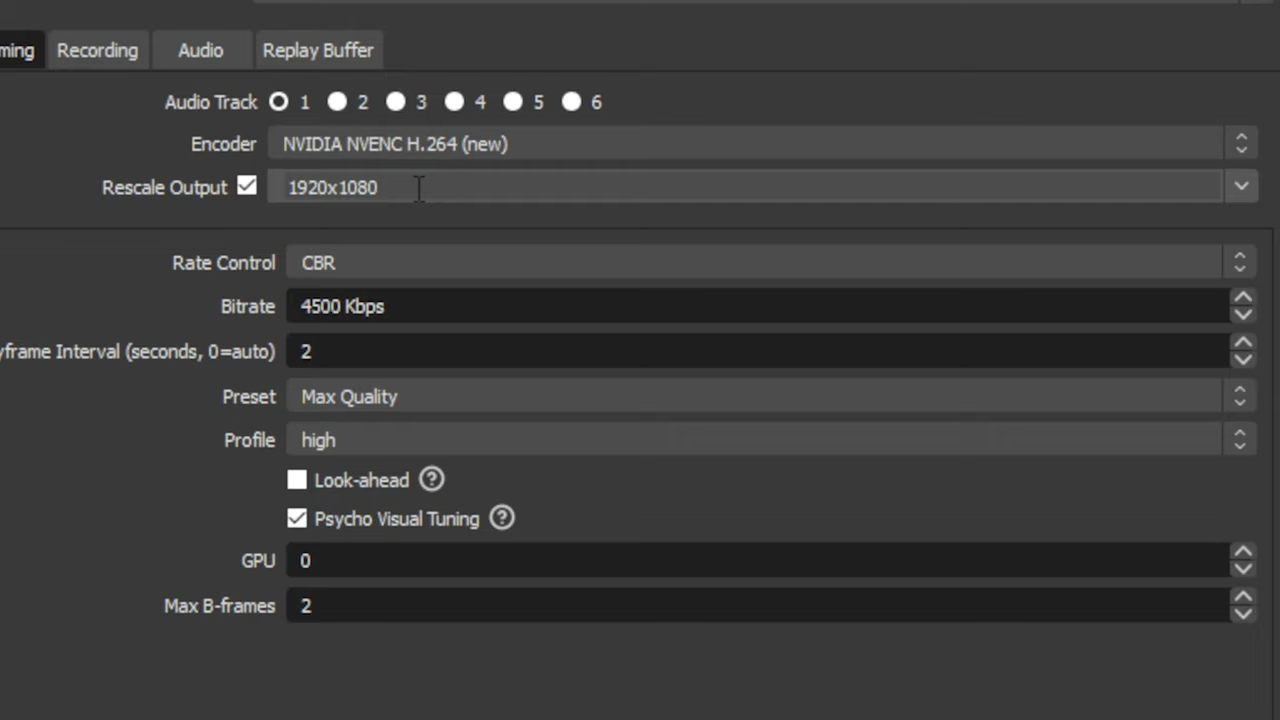 ming Recording Audio Replay Buffer
Audio Track 1 2 3 4 5 6
Encoder NVIDIA NVENC H.264 (new)
Rescale Output 1920x1080
Rate Control CBR
Bitrate 4500 Kbps
yframe Interval (seconds, 0=auto) 2
Preset Max Quality
Profile high
Look-ahead ?
Psycho Visual Tuning ?
GPU 0
Max B-frames 2